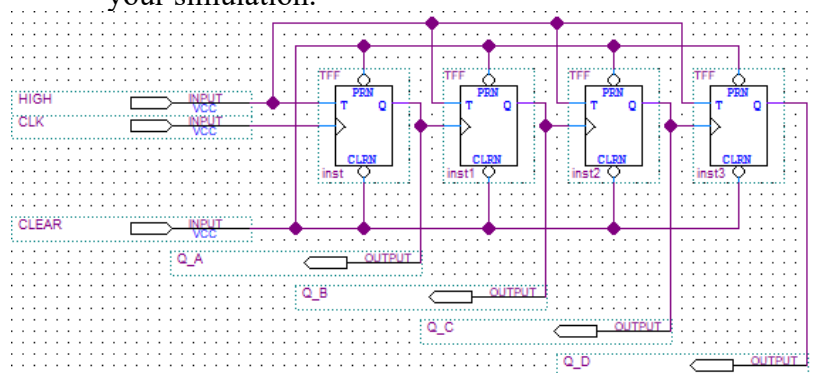 your simulation.
TFF TFF TFF TFF
PRN PRN PRN PRN
HIGH INPUT VCC T Q T Q T Q T Q
CLK INPUT VCC
CLRN CLRN CLRN CLRN
inst inst1 inst2 inst3
CLEAR INPUT VCC
Q_A OUTPUT
Q_B OUTPUT
Q_C OUTPUT
Q_D OUTPUT